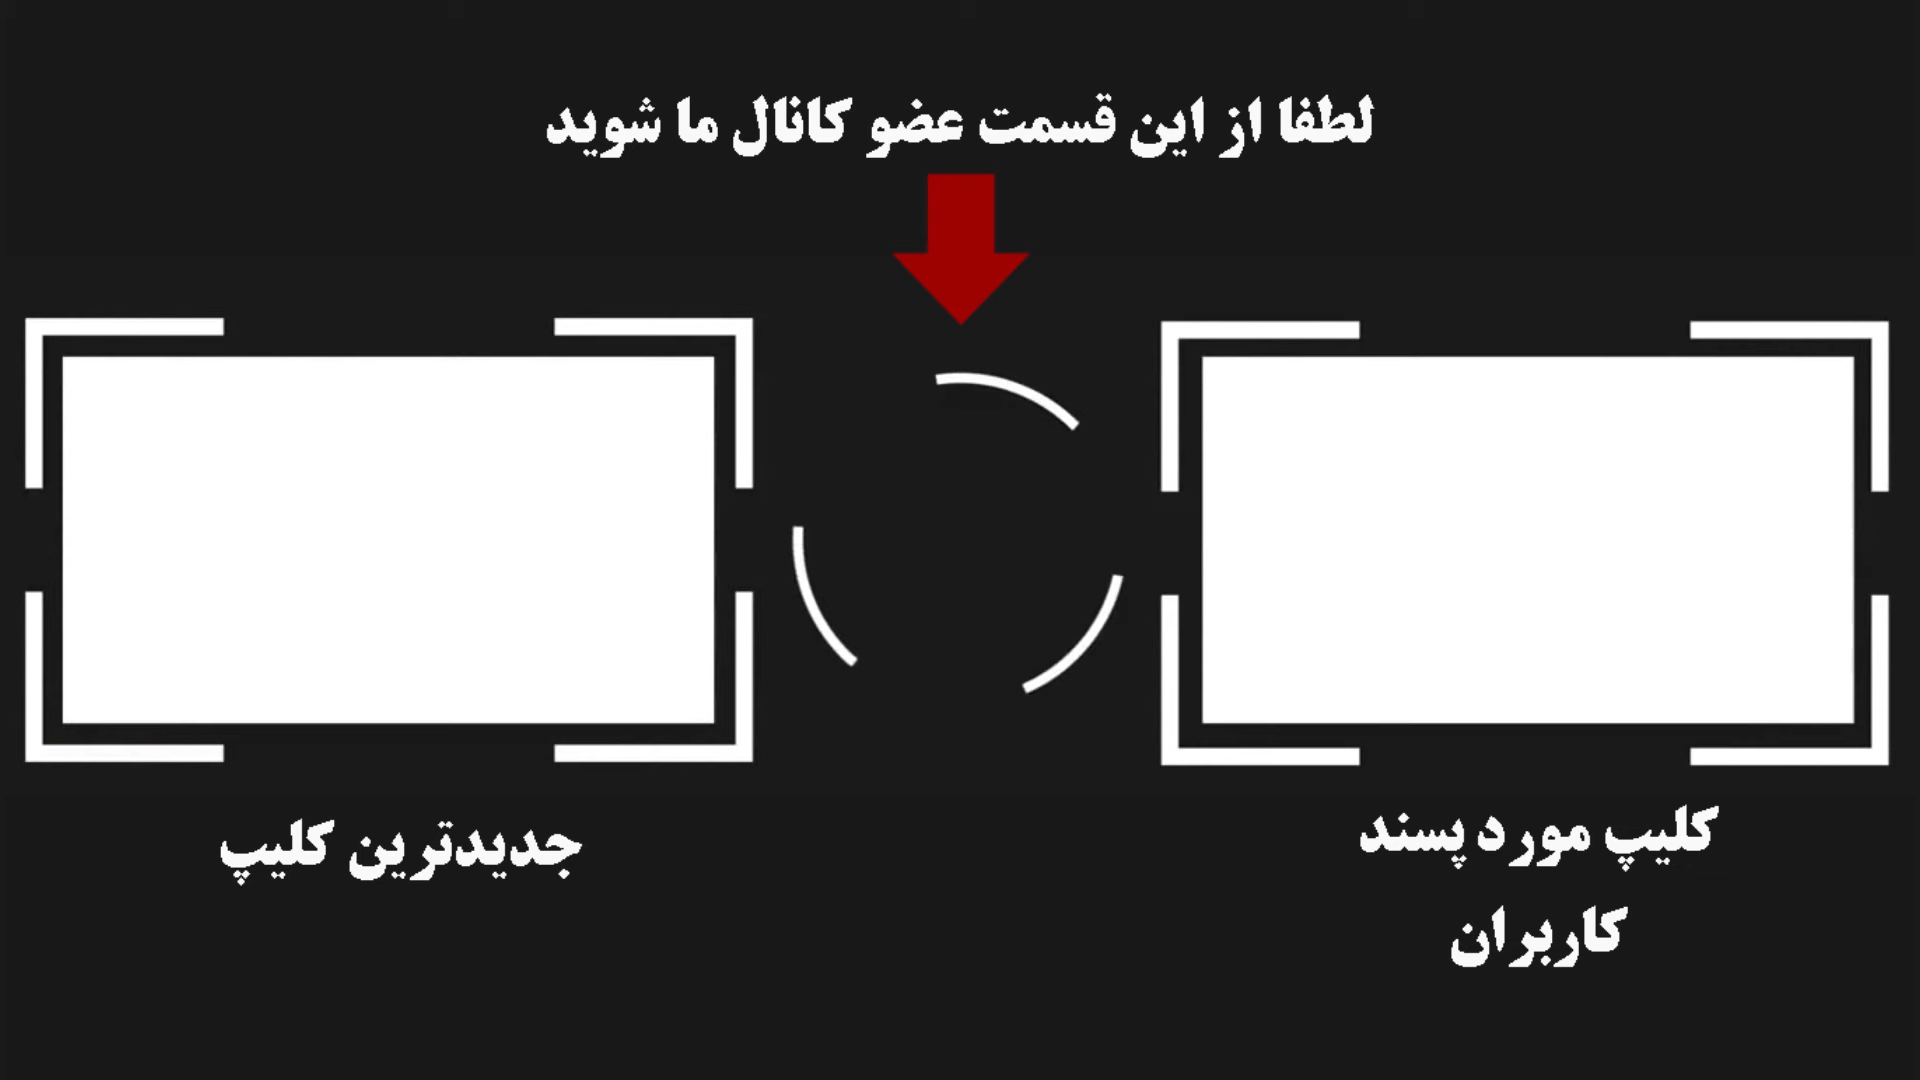 لطفا از این قسمت عضو کانال ما شوید
کلیپ مورد پسند
کاربران
جدیدترین کلیپ